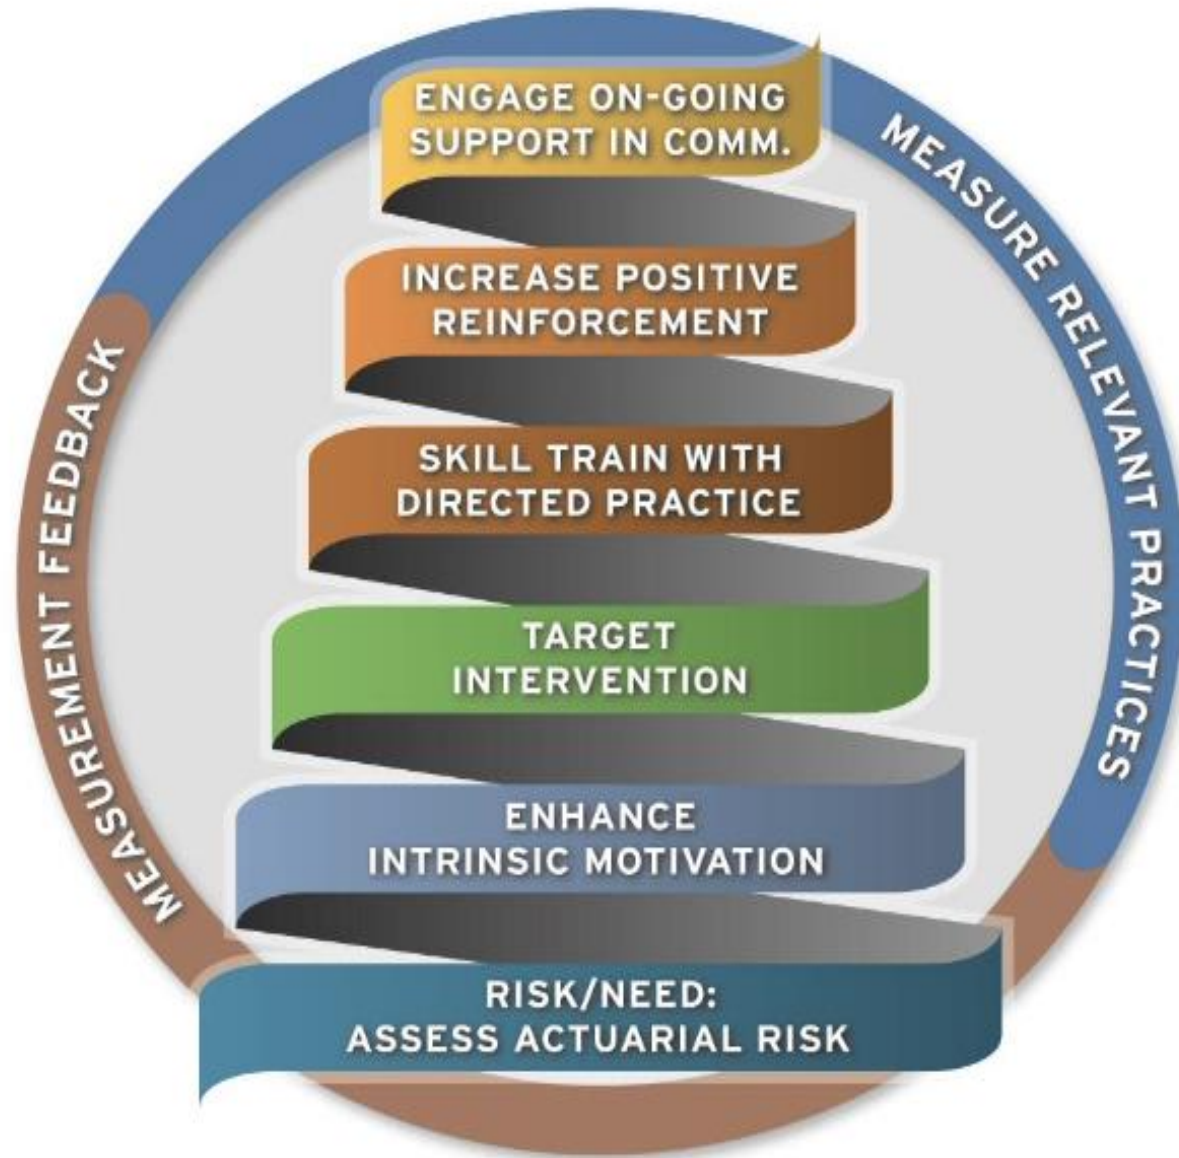 ENGAGE ON-GOING
SUPPORT IN COMM.
INCREASE POSITIVE
REINFORCEMENT
SKILL TRAIN WITH
DIRECTED PRACTICE
TARGET
INTERVENTION
ENHANCE
INTRINSIC MOTIVATION
RISK/NEED:
ASSESS ACTUARIAL RISK
MEASUREMENT FEEDBACK
MEASURE RELEVANT PRACTICES